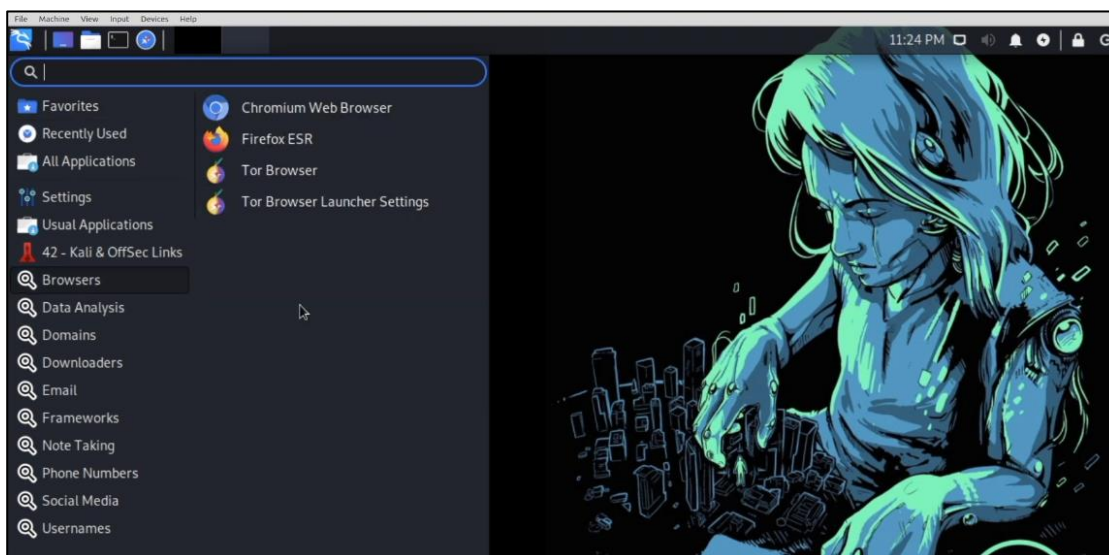 File Machine View Input Devices Help
11:24 PM
Favorites
Recently Used
All Applications
Settings
Usual Applications
42 - Kali & OffSec Links
Browsers
Data Analysis
Domains
Downloaders
Email
Frameworks
Note Taking
Phone Numbers
Social Media
Usernames
Chromium Web Browser
Firefox ESR
Tor Browser
Tor Browser Launcher Settings